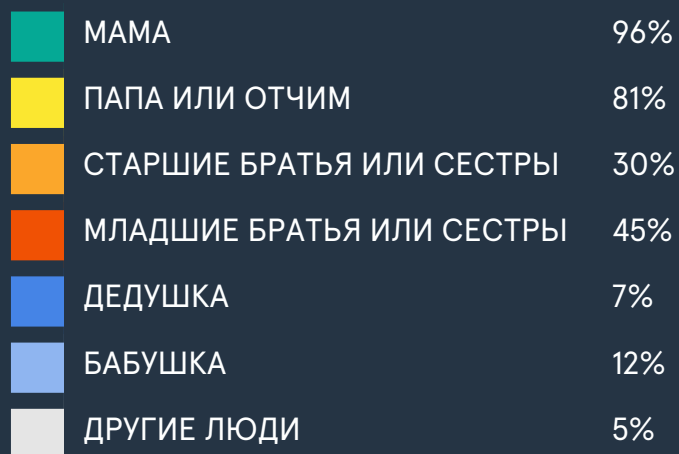 МАМА 96%
ПАПА ИЛИ ОТЧИМ 81%
СТАРШИЕ БРАТЬЯ ИЛИ СЕСТРЫ 30%
МЛАДШИЕ БРАТЬЯ ИЛИ СЕСТРЫ 45%
ДЕДУШКА 7%
БАБУШКА 12%
ДРУГИЕ ЛЮДИ 5%